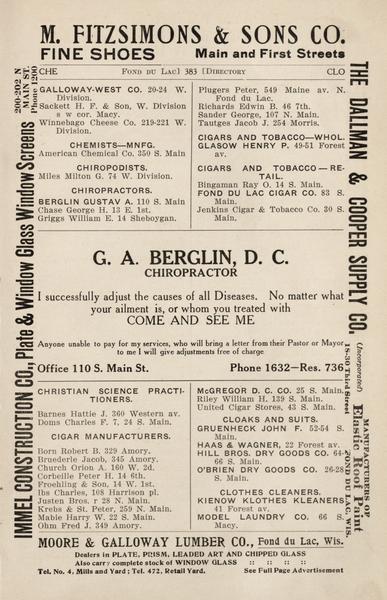 M. FITZSIMONS & SONS CO.
FINE SHOES Main and First Streets
CHE FOND DU LAC] 383 [DIRECTORY CLO
GALLOWAY-WEST CO. 20-24 W.
Division.
Sackett H. F. & Son, W. Division
s w cor. Macy.
Winnebago Cheese Co. 219-221 W.
Division.
CHEMISTS—MNFG.
American Chemical Co. 350 S. Main
CHIROPODISTS.
Miles Milton G. 74 W. Division.
CHIROPRACTORS.
BERLIN GUSTAV A. 110 S. Main
Chase George H. 13 E. 1st.
Griggs William E. 14 Sheboygan.
Plugers Peter, 549 Maine av. N.
Fond du Lac.
Richards Edwin B. 46 7th.
Sander George, 107 N. Main.
Tautges Jacob J. 254 Morris.
CIGARS AND TOBACCO—WHOL.
GLASOW HENRY P. 49-51 Forest
av.
CIGARS AND TOBACCO — RE-
TAIL.
Bingaman Ray O. 14 S. Main.
FOND DU LAC CIGAR CO. 83 S.
Main.
Jenkins Cigar & Tobacco Co. 30 S.
Main.
G. A. BERGLIN, D. C.
CHIROPRACTOR
I successfully adjust the causes of all Diseases. No matter what
your ailment is, or whom you treated with
COME AND SEE ME
Anyone unable to pay for my services, who will bring a letter from their Pastor or Mayor
to me I will give adjustments free of charge
Office 110 S. Main St. Phone 1632—Res. 736
CHRISTIAN SCIENCE PRACTI-
TIONERS.
Barnes Hattie J. 360 Western av.
Doms Charles F. 7, 24 S. Main.
CIGAR MANUFACTURERS.
Born Robert B. 329 Amory.
Bruederle Jacob, 345 Amory.
Church Orion A. 160 W. 2d.
Corbeille Peter H. 14 6th.
Froehling & Son, 14 W. 1st.
Ibs Charles, 108 Harrison pl.
Justen Bros. r 28 N. Main.
Krebs & St. Peter, 259 N. Main.
Mable Harry W. 22 S. Main.
Ohm Fred J. 349 Amory.
McGREGOR D. C. CO. 25 S. Main.
Riley William H. 139 S. Main.
United Cigar Stores, 43 S. Main.
CLOAKS AND SUITS.
GRUENHECK JOHN F. 52-54 S.
Main.
HAAS & WAGNER, 22 Forest av.
HILL BROS. DRY GOODS CO. 64-
66 S. Main.
O'BRIEN DRY GOODS CO. 26-28
S. Main.
CLOTHES CLEANERS.
KIENOW KLOTHES KLEANERS
41 Forest av.
MODEL LAUNDRY CO. 66 S.
Macy.
MOORE & GALLOWAY LUMBER CO., Fond du Lac, Wis.
Dealers in PLATE, PRISM, LEADED ART AND CHIPPED GLASS
Also carry complete stock of WINDOW GLASS :: :: :: ::
Tel. No. 4, Mills and Yard; Tel. 472, Retail Yard. See Full Page Advertisement
IMMEL CONSTRUCTION CO., Plate & Window Glass Window Screens
200-202 N
MAIN ST.
Phone 1200
THE DALLMAN & COOPER SUPPLY CO.
(Incorporated)
18-30 Third Street
FOND DU LAC, WIS.
MANUFACTURERS OF
Elastic Roof Paint